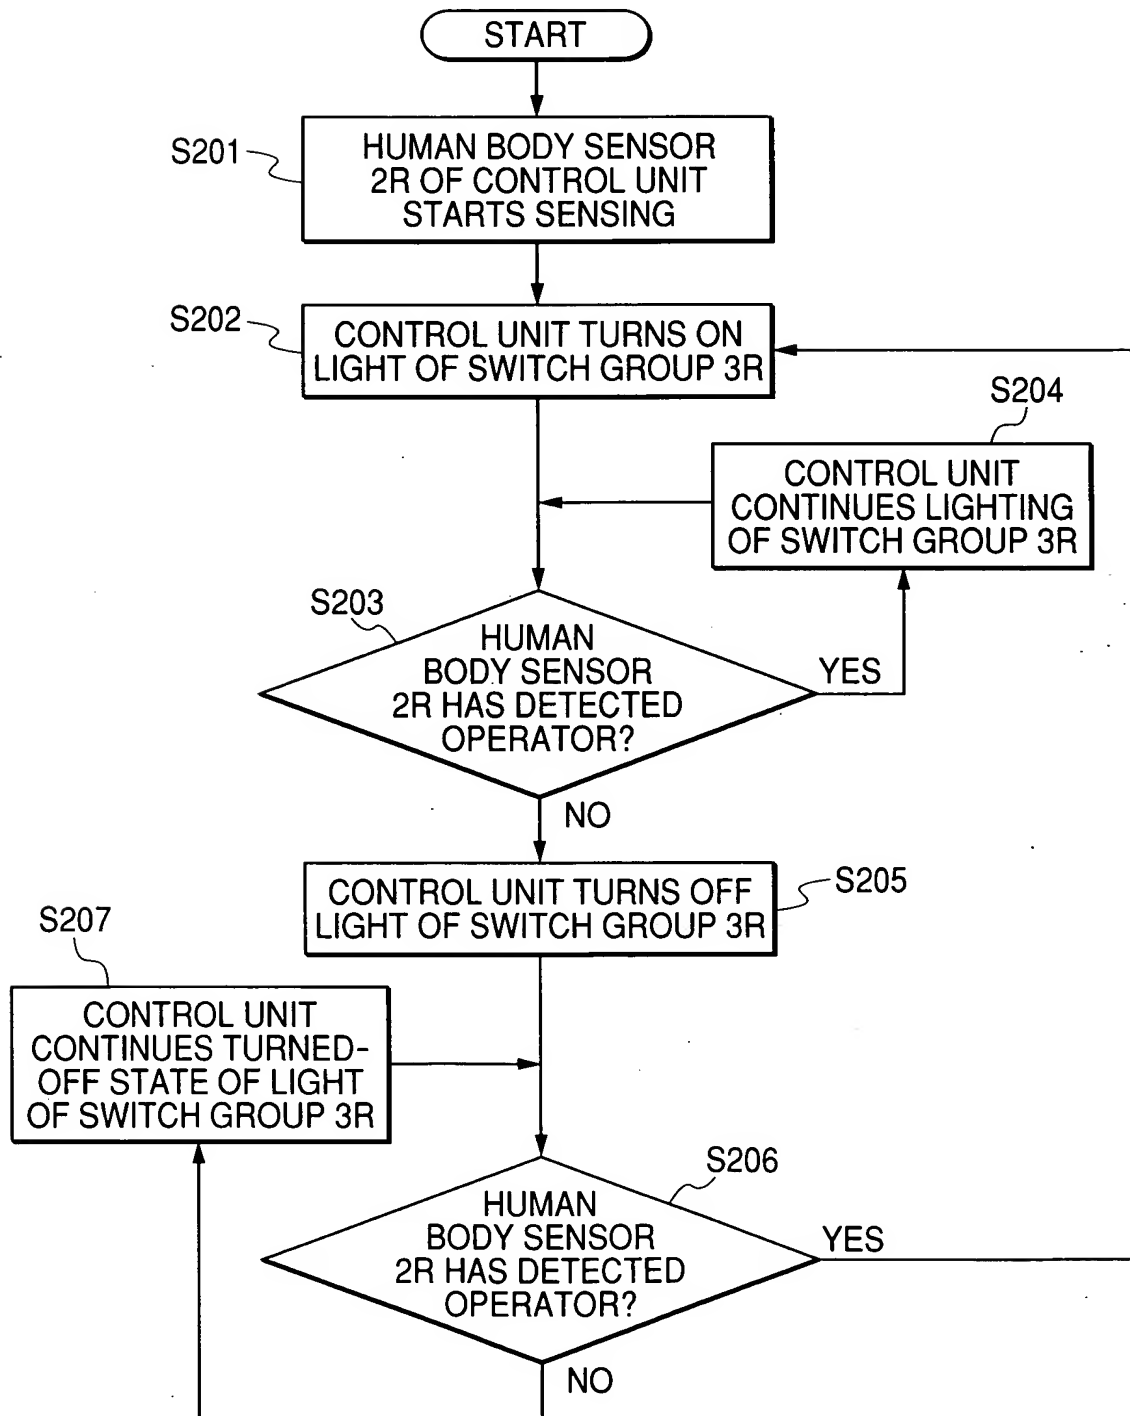 START
S201
HUMAN BODY SENSOR
2R OF CONTROL UNIT
STARTS SENSING
S202
CONTROL UNIT TURNS ON
LIGHT OF SWITCH GROUP 3R
S204
CONTROL UNIT
CONTINUES LIGHTING
OF SWITCH GROUP 3R
S203
HUMAN
BODY SENSOR
2R HAS DETECTED
OPERATOR?
YES
NO
CONTROL UNIT TURNS OFF
LIGHT OF SWITCH GROUP 3R
S205
S207
CONTROL UNIT
CONTINUES TURNED-
OFF STATE OF LIGHT
OF SWITCH GROUP 3R
S206
HUMAN
BODY SENSOR
2R HAS DETECTED
OPERATOR?
YES
NO